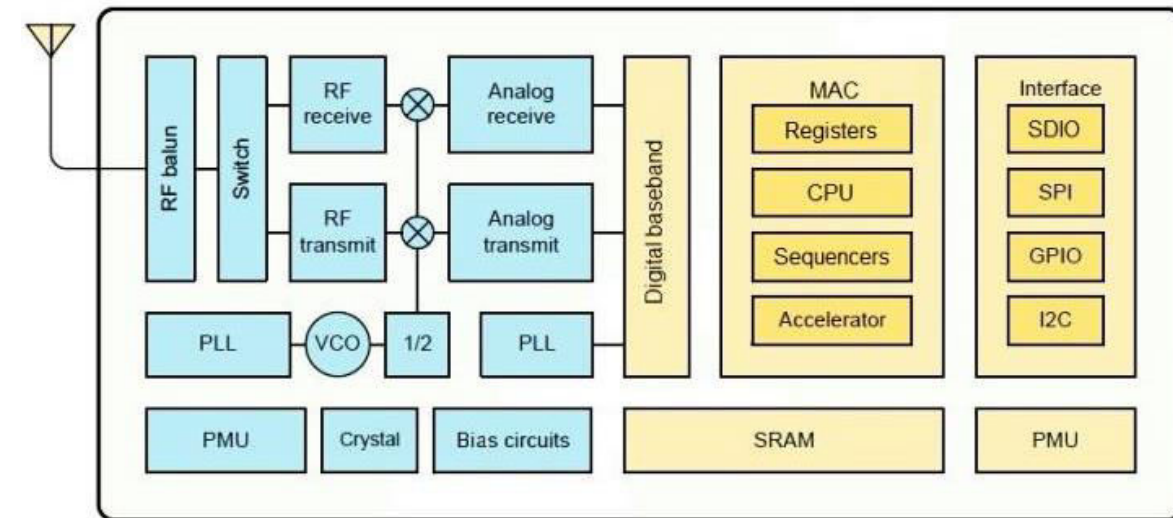 RF balun
Switch
RF
receive
Analog
receive
RF
transmit
Analog
transmit
PLL
VCO
1/2
PLL
Digital baseband
MAC
Registers
CPU
Sequencers
Accelerator
Interface
SDIO
SPI
GPIO
I2C
PMU
Crystal
Bias circuits
SRAM
PMU